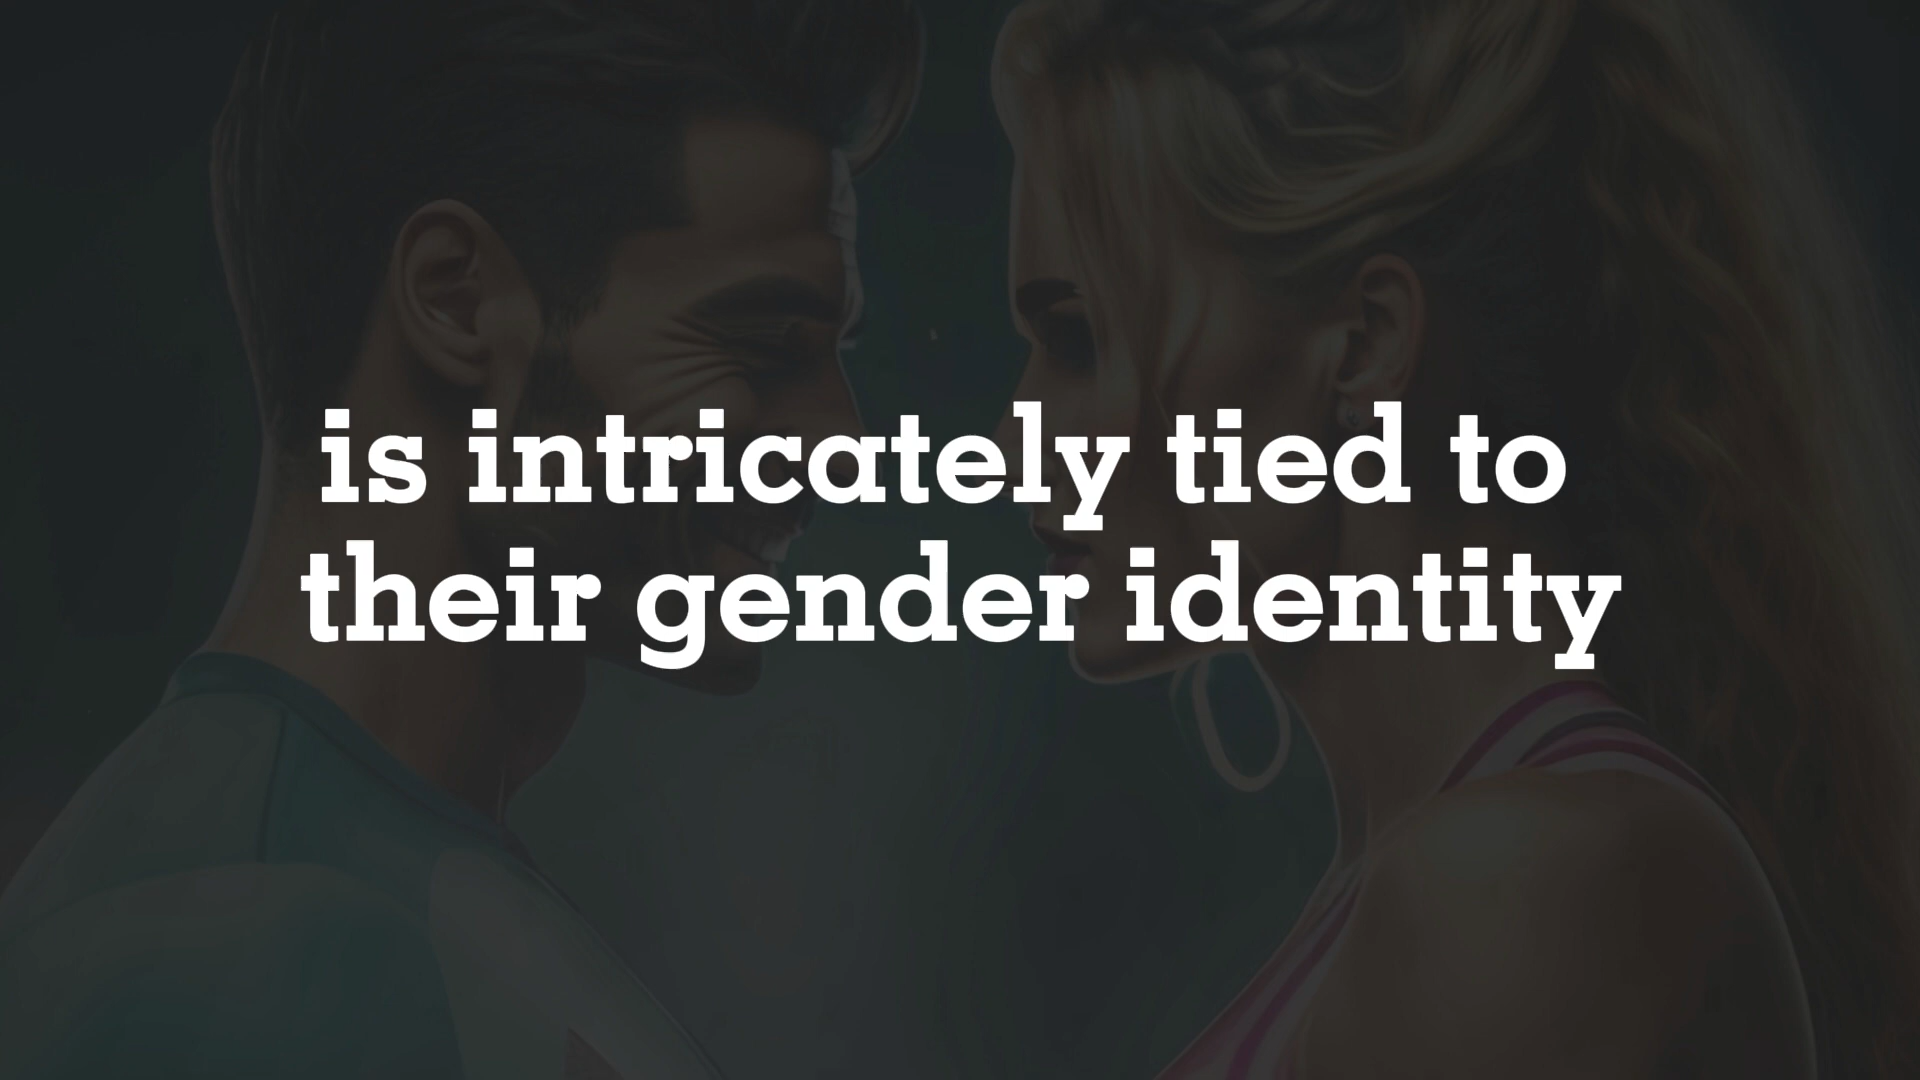 is intricately tied to
their gender identity